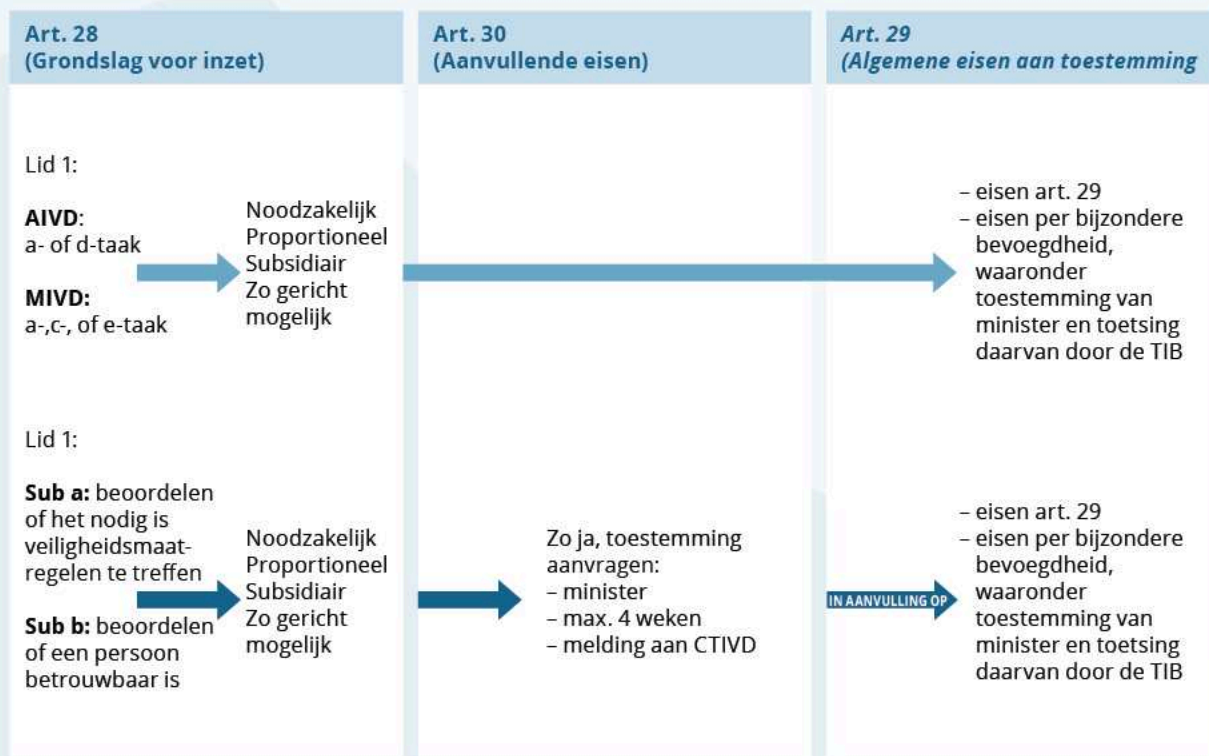 Art. 28
(Grondslag voor inzet)
Art. 30
(Aanvullende eisen)
Art. 29
(Algemene eisen aan toestemming
Lid 1:
AIVD:
a- of d-taak
MIVD:
a-,c-, of e-taak
Noodzakelijk
Proportioneel
Subsidiair
Zo gericht
mogelijk
– eisen art. 29
– eisen per bijzondere
bevoegdheid,
waaronder
toestemming van
minister en toetsing
daarvan door de TIB
Lid 1:
Sub a: beoordelen
of het nodig is
veiligheidsmaat-
regelen te treffen
Sub b: beoordelen
of een persoon
betrouwbaar is
Noodzakelijk
Proportioneel
Subsidiair
Zo gericht
mogelijk
Zo ja, toestemming
aanvragen:
– minister
– max. 4 weken
– melding aan CTIVD
IN AANVULLING OP
– eisen art. 29
– eisen per bijzondere
bevoegdheid,
waaronder
toestemming van
minister en toetsing
daarvan door de TIB